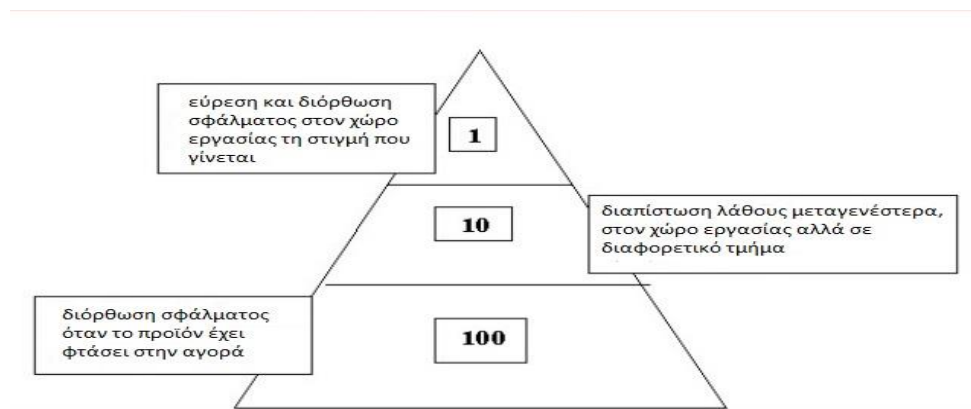 εύρεση και διόρθωση
σφάλματος στον χώρο
εργασίας τη στιγμή που
γίνεται
1
10
διαπίστωση λάθους μεταγενέστερα,
στον χώρο εργασίας αλλά σε
διαφορετικό τμήμα
διόρθωση σφάλματος
όταν το προϊόν έχει
φτάσει στην αγορά
100